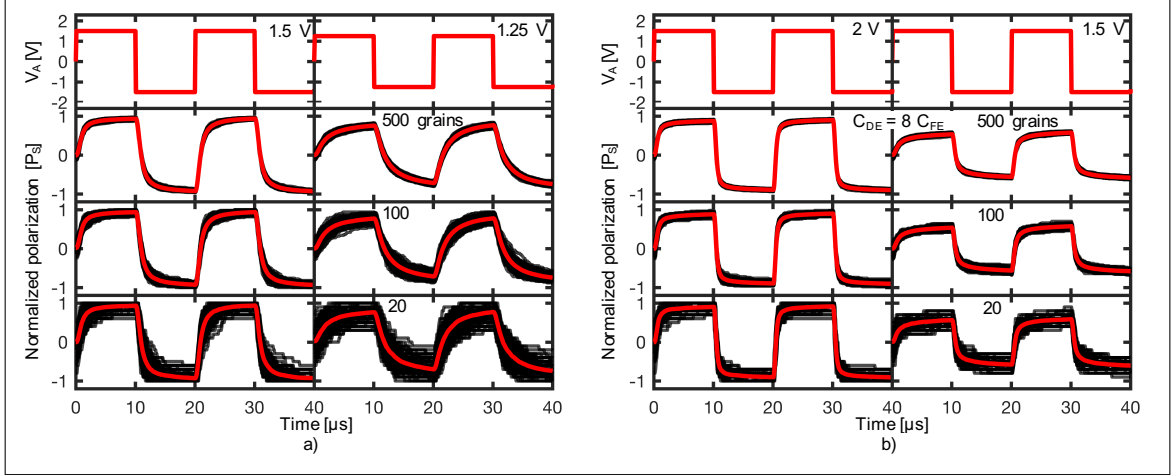 2 1.5 V 1.25 V
1
0
-1
-2
V_A [V]
1 500 grains
0
-1
1 100
0
-1
1 20
0
-1
Normalized polarization [P_S]
0 10 20 30 40 10 20 30 40
Time [µs]
a)
2 2 V 1.5 V
1
0
-1
-2
V_A [V]
1 C_DE = 8 C_FE 500 grains
0
-1
1 100
0
-1
1 20
0
-1
Normalized polarization [P_S]
0 10 20 30 40 10 20 30 40
Time [µs]
b)